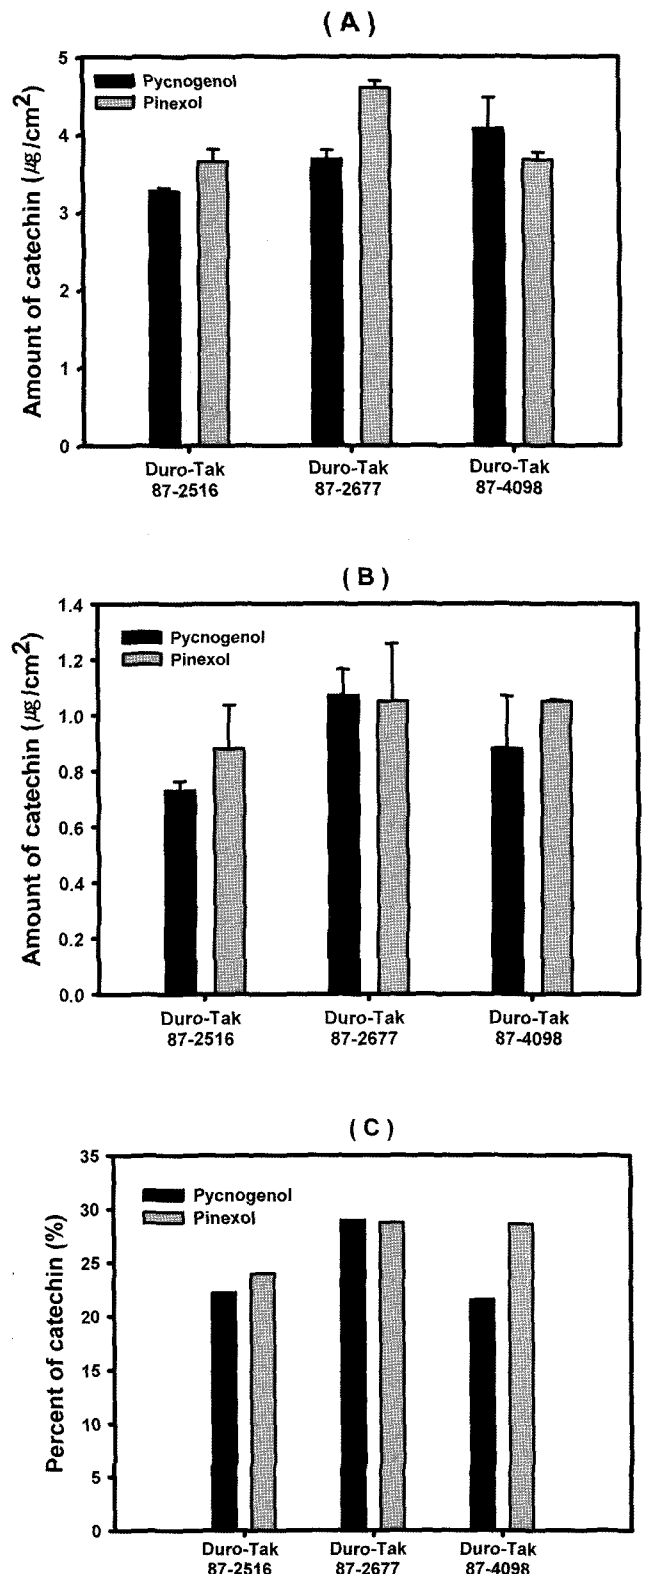 ( A )
5
4
3
2
1
0
Amount of catechin (㎍/cm²)
Pycnogenol
Pinexol
Duro-Tak
87-2516
Duro-Tak
87-2677
Duro-Tak
87-4098
( B )
1.4
1.2
1.0
0.8
0.6
0.4
0.2
0.0
Amount of catechin (㎍/cm²)
Pycnogenol
Pinexol
Duro-Tak
87-2516
Duro-Tak
87-2677
Duro-Tak
87-4098
( C )
35
30
25
20
15
10
5
0
Percent of catechin (%)
Pycnogenol
Pinexol
Duro-Tak
87-2516
Duro-Tak
87-2677
Duro-Tak
87-4098